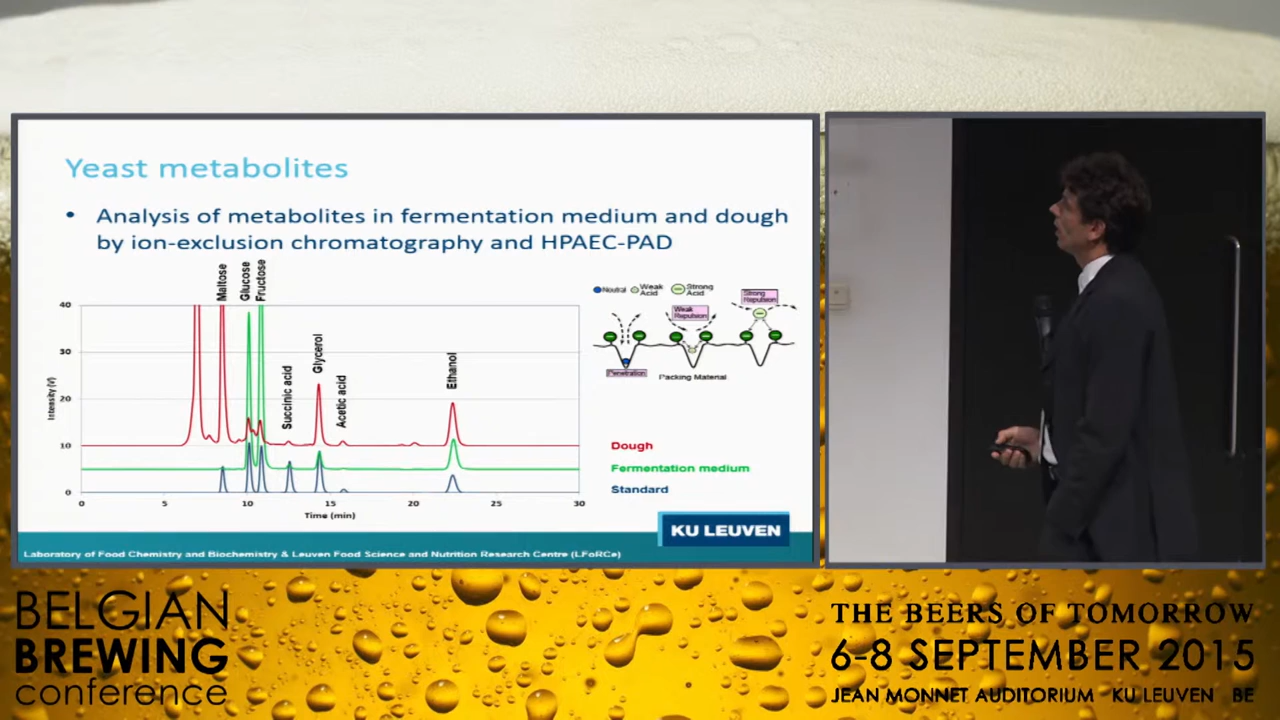 Yeast metabolites
• Analysis of metabolites in fermentation medium and dough
by ion-exclusion chromatography and HPAEC-PAD
Maltose
Glucose
Fructose
Succinic acid
Glycerol
Acetic acid
Ethanol
40
30
20
10
0
Intensity (V)
0 5 10 15 20 25 30
Time (min)
Neutral
Weak
Acid
Strong
Acid
Weak
Repulsion
Strong
Repulsion
Penetration
Packing Material
Dough
Fermentation medium
Standard
KU LEUVEN
Laboratory of Food Chemistry and Biochemistry & Leuven Food Science and Nutrition Research Centre (LFoRCe)
BELGIAN
BREWING
conference
THE BEERS OF TOMORROW
6-8 SEPTEMBER 2015
JEAN MONNET AUDITORIUM - KU LEUVEN BE